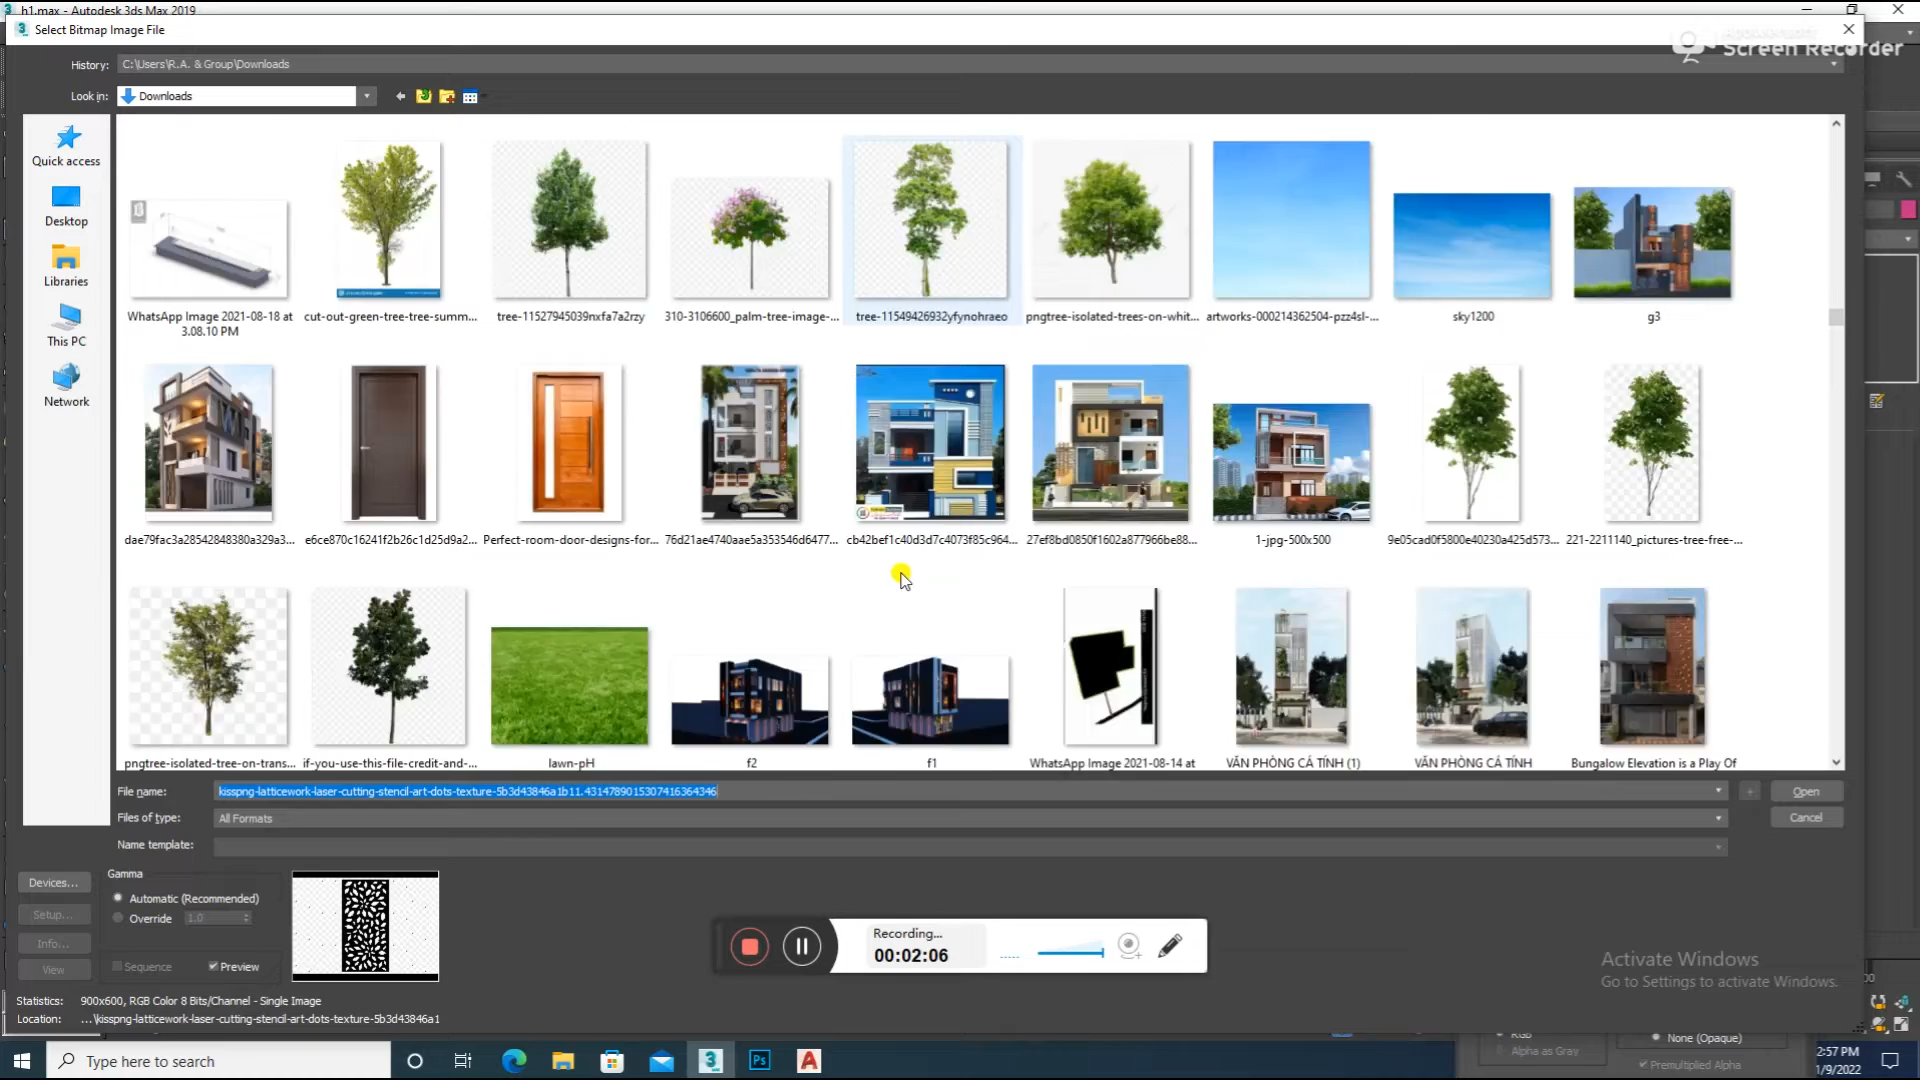 h1.max - Autodesk 3ds Max 2019
Select Bitmap Image File
Screen Recorder
History: C:\Users\R.A. & Group\Downloads
Look in: Downloads
Quick access
Desktop
Libraries
This PC
Network
WhatsApp Image 2021-08-18 at 3.08.10 PM
cut-out-green-tree-tree-summ...
tree-11527945039nxfa7a2rzy
310-3106600_palm-tree-image-...
tree-11549426932yfynohraeo
pngtree-isolated-trees-on-whit...
artworks-000214362504-pzz4sl-...
sky1200
g3
dae79fac3a28542848380a329a3...
e6ce870c16241f2b26c1d25d9a2...
Perfect-room-door-designs-for...
76d21ae4740aae5a353546d6477...
cb42bef1c40d3d7c4073f85c964...
27ef8bd0850f1602a877966be88...
1-jpg-500x500
9e05cad0f5800e40230a425d573...
221-2211140_pictures-tree-free-...
pngtree-isolated-tree-on-trans...
if-you-use-this-file-credit-and-...
lawn-pH
f2
f1
WhatsApp Image 2021-08-14 at
VĂN PHÒNG CÁ TÍNH (1)
VĂN PHÒNG CÁ TÍNH
Bungalow Elevation is a Play Of
File name: kisspng-latticework-laser-cutting-stencil-art-dots-texture-5b3d43846a1b11.4314789015307416364346
Open
Files of type: All Formats
Cancel
Name template:
Devices...
Setup...
Info...
View
Gamma
Automatic (Recommended)
Override 1.0
Sequence
Preview
Recording...
00:02:06
Activate Windows
Go to Settings to activate Windows.
Statistics: 900x600, RGB Color 8 Bits/Channel - Single Image
Location: ...\kisspng-latticework-laser-cutting-stencil-art-dots-texture-5b3d43846a1
RGB
Alpha as Gray
None (Opaque)
Premultiplied Alpha
Type here to search
2:57 PM
1/9/2022